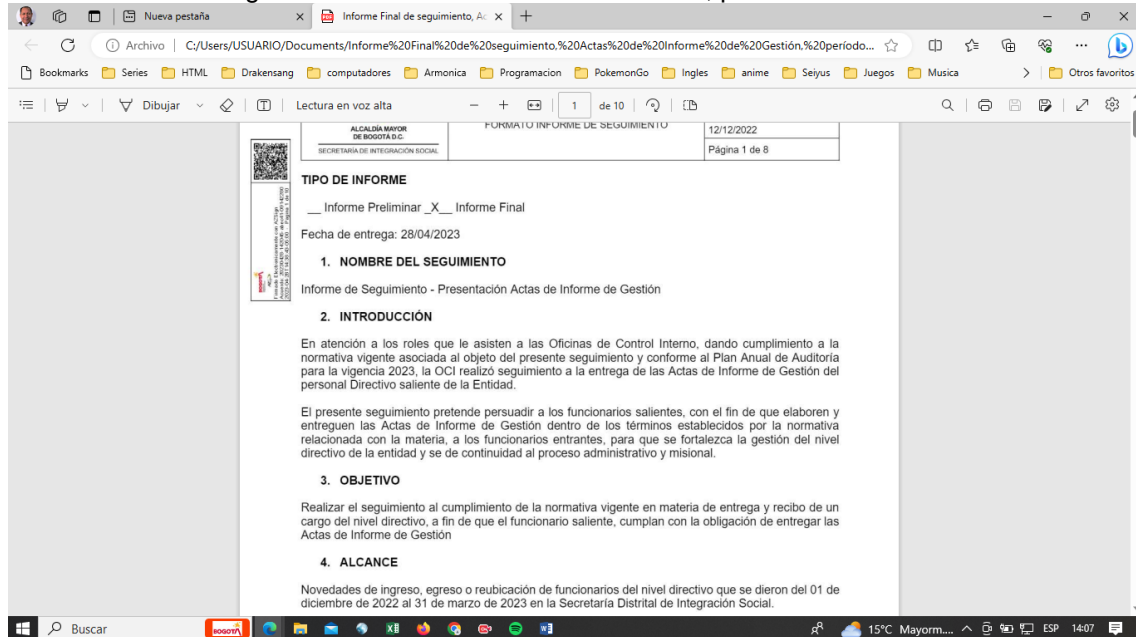 Nueva pestaña
Informe Final de seguimiento, Ac
Archivo
C:/Users/USUARIO/Documents/Informe%20Final%20de%20seguimiento,%20Actas%20de%20Informe%20de%20Gestión,%20período...
Bookmarks Series HTML Drakensang computadores Armonica Programacion PokemonGo Ingles anime Seiyus Juegos Musica Otros favoritos
Dibujar Lectura en voz alta 1 de 10
ALCALDÍA MAYOR
DE BOGOTÁ D.C.
SECRETARÍA DE INTEGRACIÓN SOCIAL
FORMATO INFORME DE SEGUIMIENTO
12/12/2022
Página 1 de 8
TIPO DE INFORME
__ Informe Preliminar _X__ Informe Final
Fecha de entrega: 28/04/2023
1. NOMBRE DEL SEGUIMIENTO
Informe de Seguimiento - Presentación Actas de Informe de Gestión
2. INTRODUCCIÓN
En atención a los roles que le asisten a las Oficinas de Control Interno, dando cumplimiento a la
normativa vigente asociada al objeto del presente seguimiento y conforme al Plan Anual de Auditoría
para la vigencia 2023, la OCI realizó seguimiento a la entrega de las Actas de Informe de Gestión del
personal Directivo saliente de la Entidad.
El presente seguimiento pretende persuadir a los funcionarios salientes, con el fin de que elaboren y
entreguen las Actas de Informe de Gestión dentro de los términos establecidos por la normativa
relacionada con la materia, a los funcionarios entrantes, para que se fortalezca la gestión del nivel
directivo de la entidad y se de continuidad al proceso administrativo y misional.
3. OBJETIVO
Realizar el seguimiento al cumplimiento de la normativa vigente en materia de entrega y recibo de un
cargo del nivel directivo, a fin de que el funcionario saliente, cumplan con la obligación de entregar las
Actas de Informe de Gestión
4. ALCANCE
Novedades de ingreso, egreso o reubicación de funcionarios del nivel directivo que se dieron del 01 de
diciembre de 2022 al 31 de marzo de 2023 en la Secretaría Distrital de Integración Social.
Buscar
BOGOTÁ
15°C Mayorm... ESP 14:07